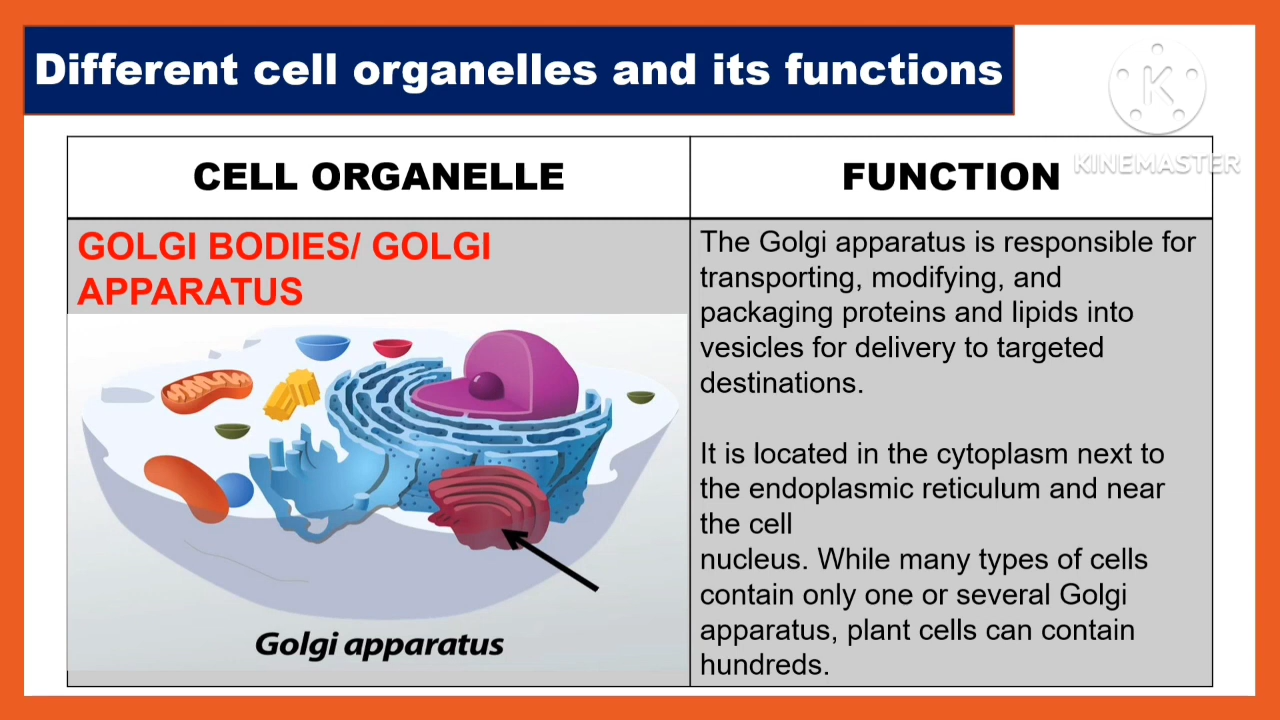 Different cell organelles and its functions
K
KINEMASTER
CELL ORGANELLE
FUNCTION
GOLGI BODIES/ GOLGI
APPARATUS
Golgi apparatus
The Golgi apparatus is responsible for
transporting, modifying, and
packaging proteins and lipids into
vesicles for delivery to targeted
destinations.
It is located in the cytoplasm next to
the endoplasmic reticulum and near
the cell
nucleus. While many types of cells
contain only one or several Golgi
apparatus, plant cells can contain
hundreds.